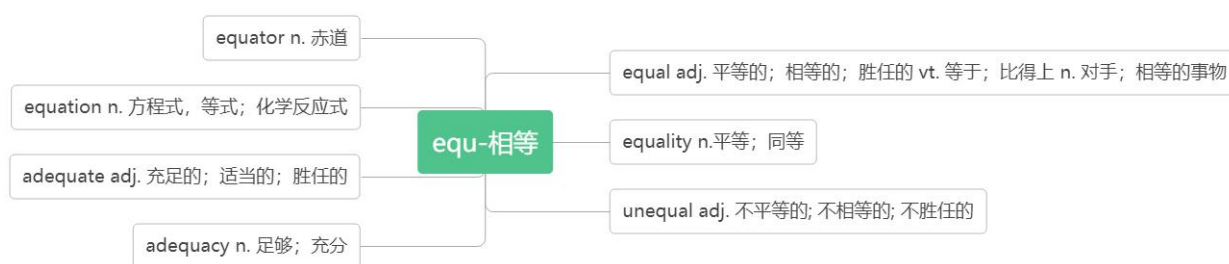 equator n. 赤道
equation n. 方程式，等式；化学反应式
adequate adj. 充足的；适当的；胜任的
adequacy n. 足够；充分
equ-相等
equal adj. 平等的；相等的；胜任的 vt. 等于；比得上 n. 对手；相等的事物
equality n.平等；同等
unequal adj. 不平等的; 不相等的; 不胜任的